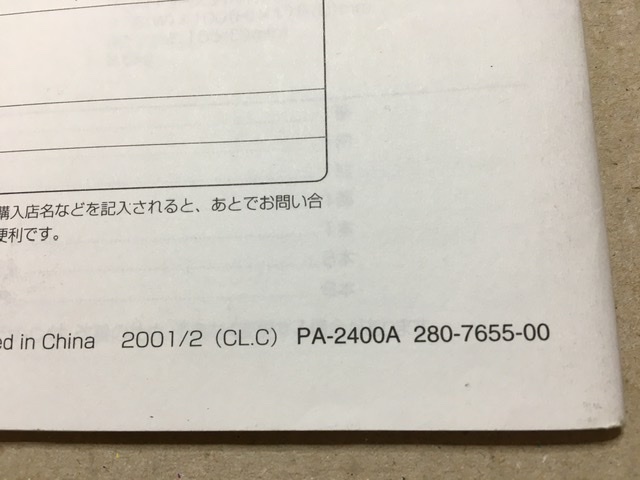 購入店名などを記入されると、あとでお問い合
便利です。
ed in China 2001/2 (CL.C) PA-2400A 280-7655-00